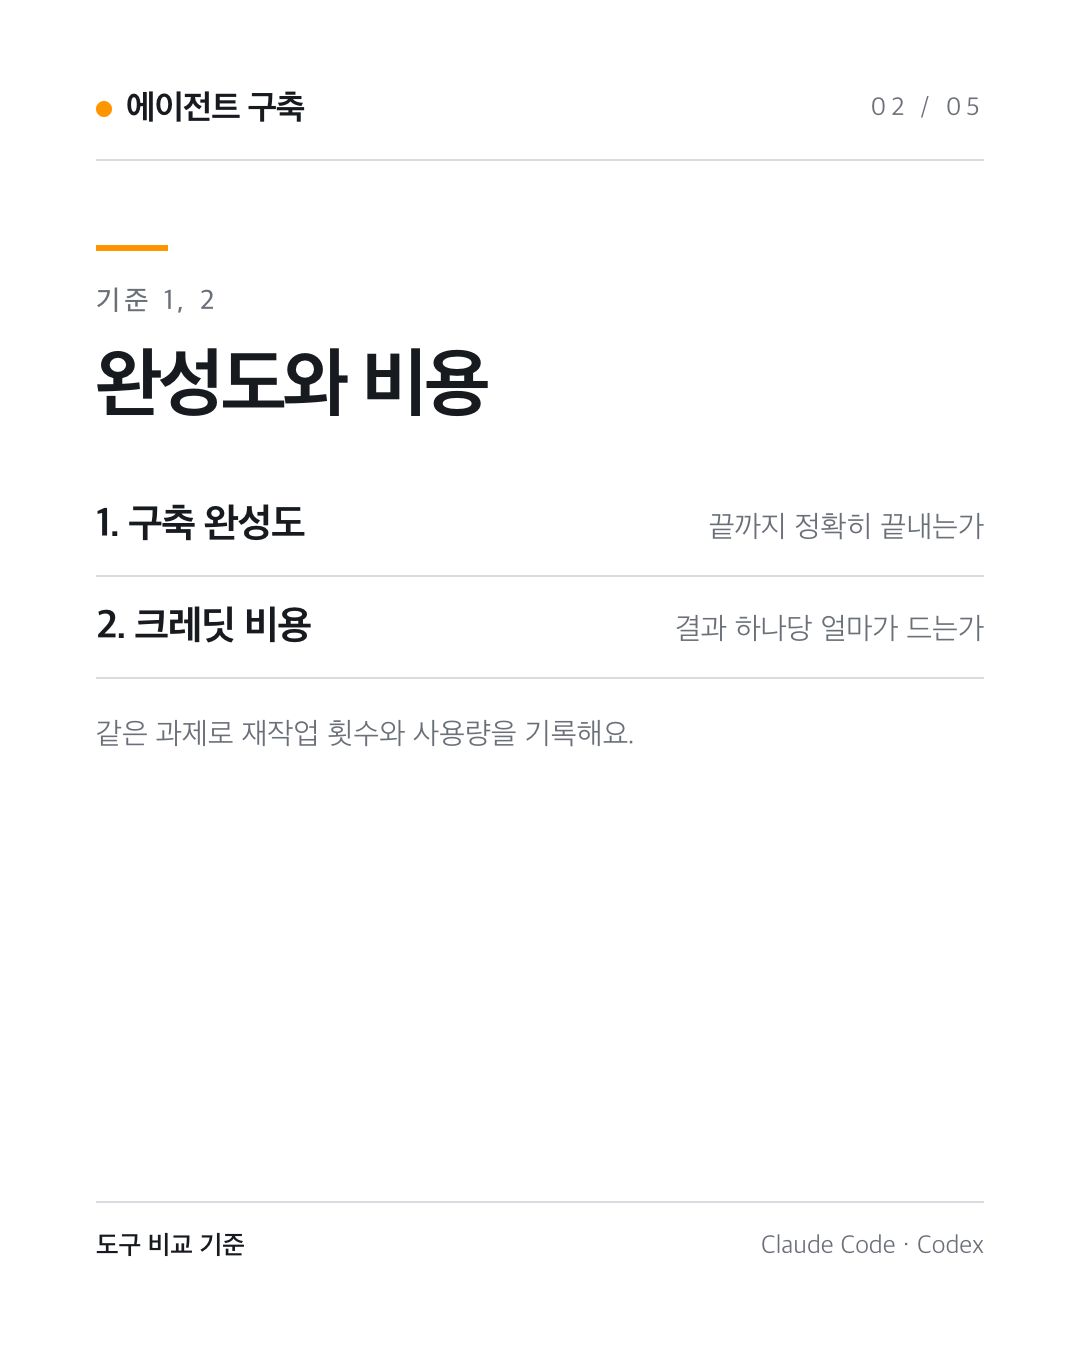 에이전트 구축
02 / 05
기준 1, 2
완성도와 비용
1. 구축 완성도
끝까지 정확히 끝내는가
2. 크레딧 비용
결과 하나당 얼마가 드는가
같은 과제로 재작업 횟수와 사용량을 기록해요.
도구 비교 기준
Claude Code · Codex